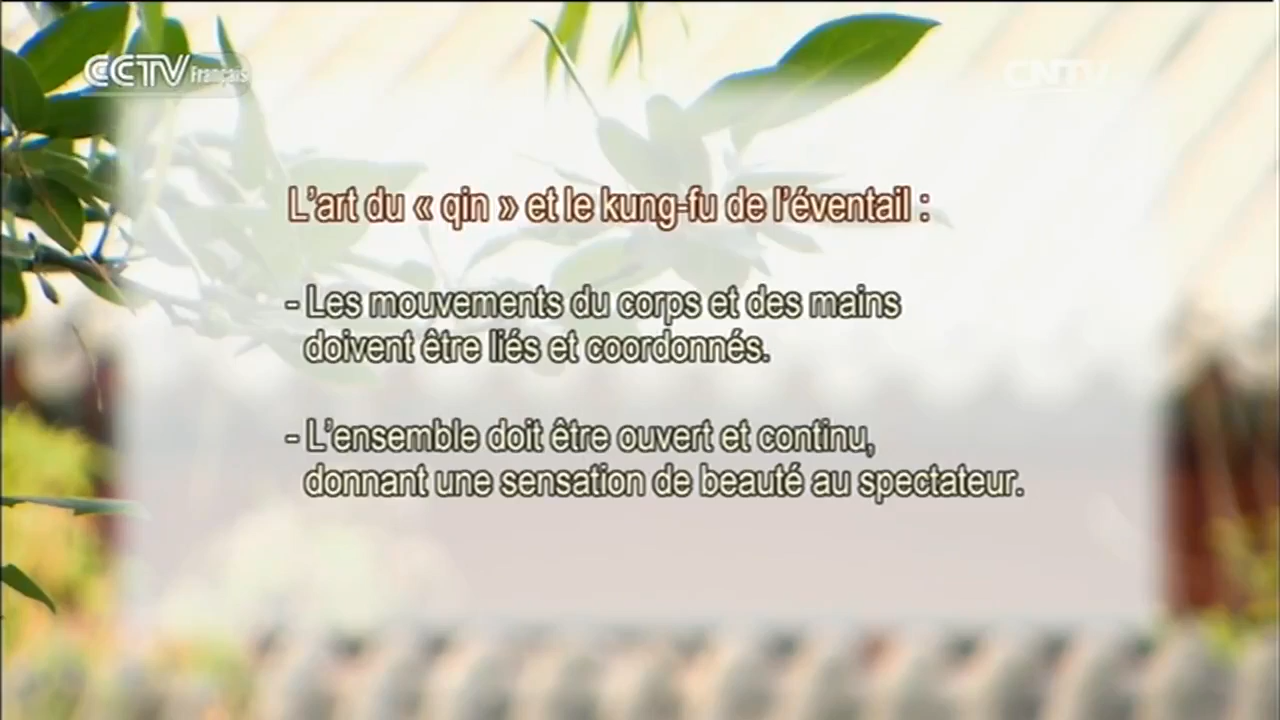 CCTV Français
CNTV
L'art du « qin » et le kung-fu de l'éventail :
- Les mouvements du corps et des mains
doivent être liés et coordonnés.
- L'ensemble doit être ouvert et continu,
donnant une sensation de beauté au spectateur.